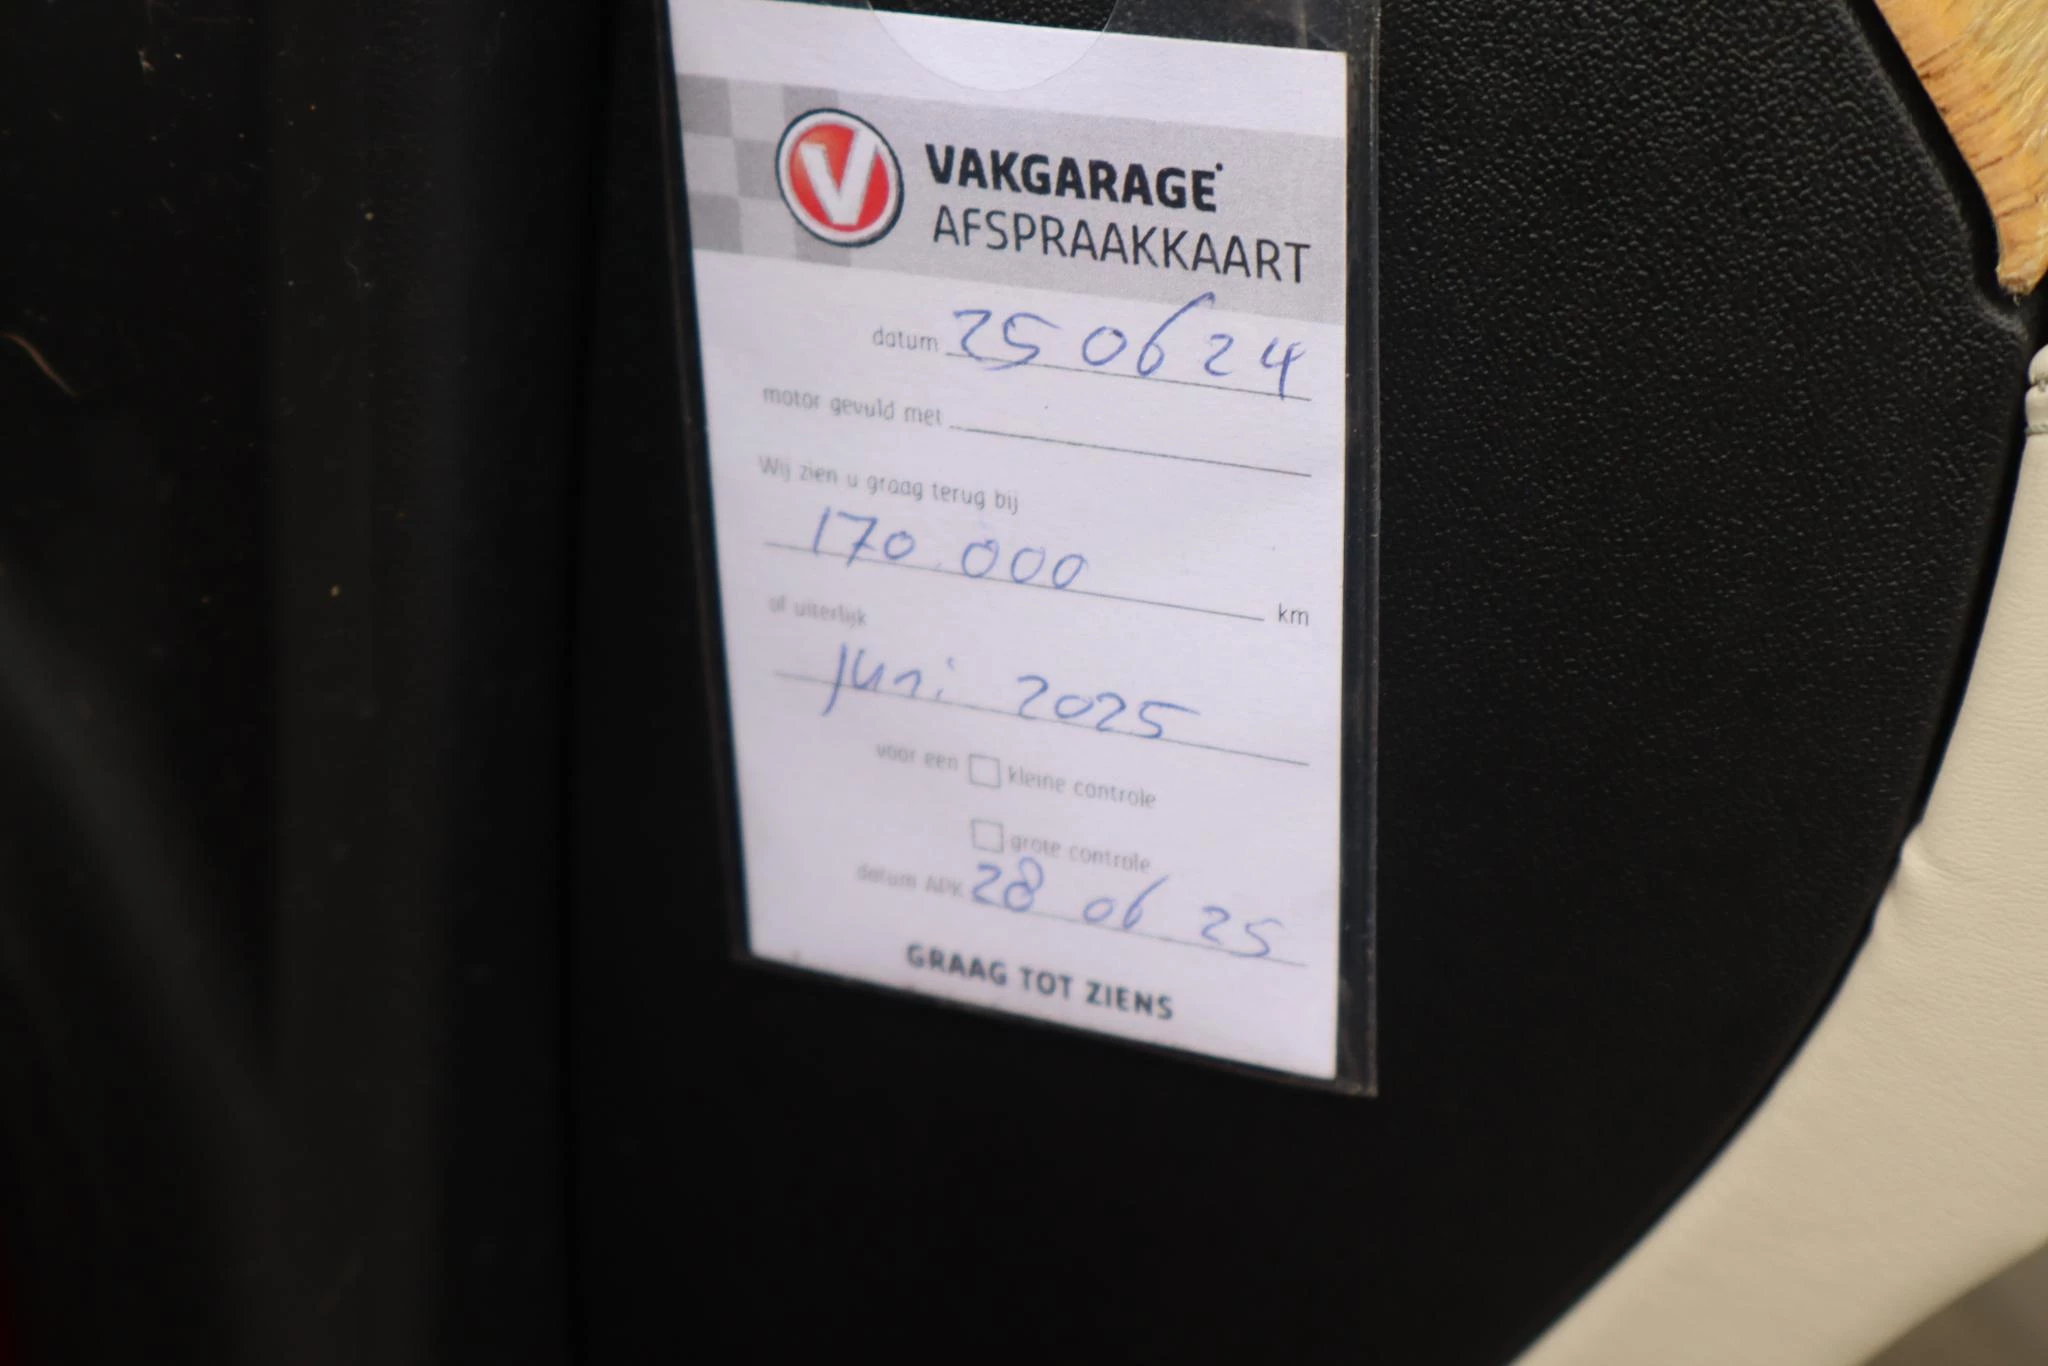 V VAKGARAGE
AFSPRAAKKAART
datum 25 06 24
motor gevuld met
Wij zien u graag terug bij
170.000 km
of uiterlijk
juni 2025
voor een kleine controle
grote controle
datum APK 28 06 25
GRAAG TOT ZIENS